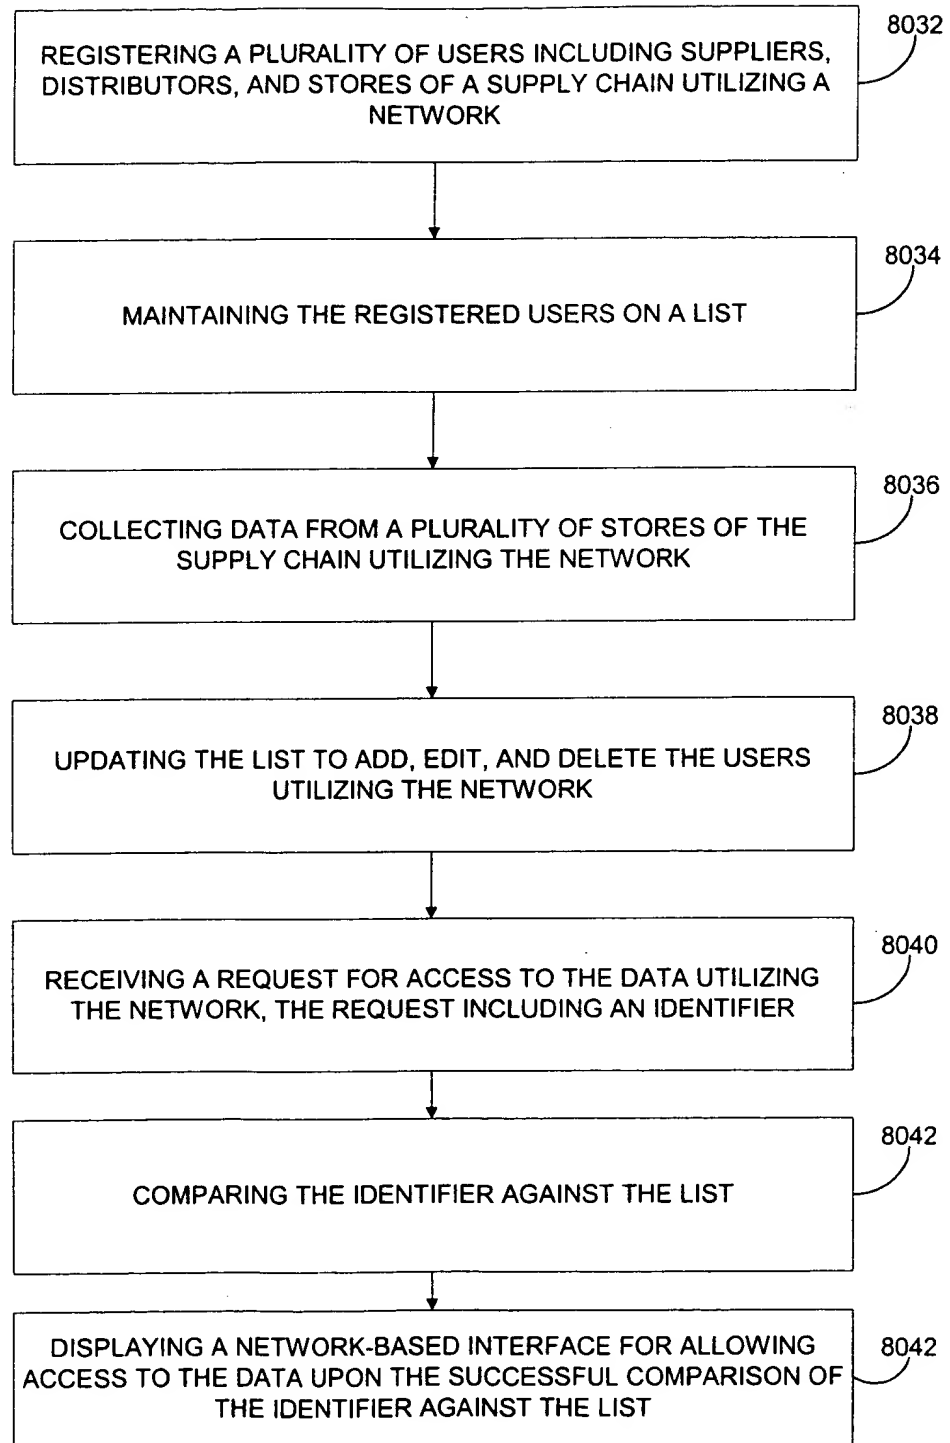 8032
REGISTERING A PLURALITY OF USERS INCLUDING SUPPLIERS,
DISTRIBUTORS, AND STORES OF A SUPPLY CHAIN UTILIZING A
NETWORK
8034
MAINTAINING THE REGISTERED USERS ON A LIST
8036
COLLECTING DATA FROM A PLURALITY OF STORES OF THE
SUPPLY CHAIN UTILIZING THE NETWORK
8038
UPDATING THE LIST TO ADD, EDIT, AND DELETE THE USERS
UTILIZING THE NETWORK
8040
RECEIVING A REQUEST FOR ACCESS TO THE DATA UTILIZING
THE NETWORK, THE REQUEST INCLUDING AN IDENTIFIER
8042
COMPARING THE IDENTIFIER AGAINST THE LIST
8042
DISPLAYING A NETWORK-BASED INTERFACE FOR ALLOWING
ACCESS TO THE DATA UPON THE SUCCESSFUL COMPARISON OF
THE IDENTIFIER AGAINST THE LIST